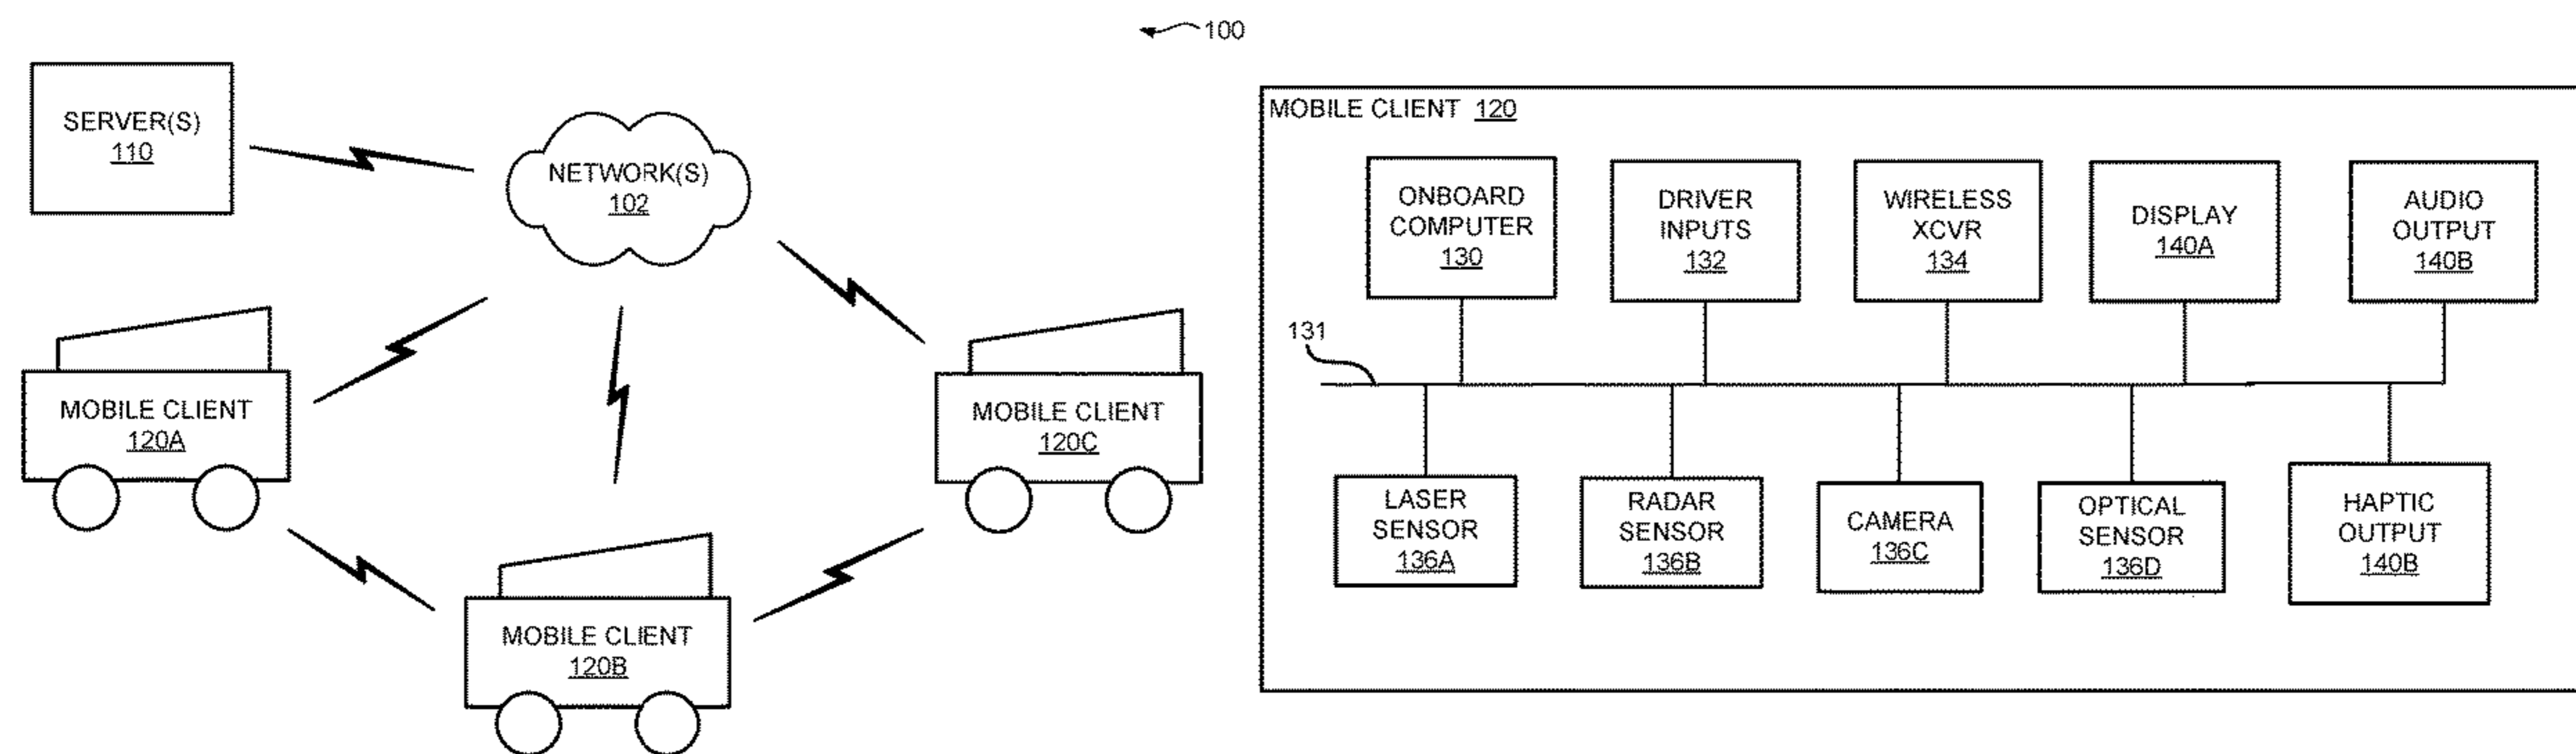 100
SERVER(S)
110
NETWORK(S)
102
MOBILE CLIENT
120A
MOBILE CLIENT
120B
MOBILE CLIENT
120C
MOBILE CLIENT 120
ONBOARD
COMPUTER
130
DRIVER
INPUTS
132
WIRELESS
XCVR
134
DISPLAY
140A
AUDIO
OUTPUT
140B
131
LASER
SENSOR
136A
RADAR
SENSOR
136B
CAMERA
136C
OPTICAL
SENSOR
136D
HAPTIC
OUTPUT
140B